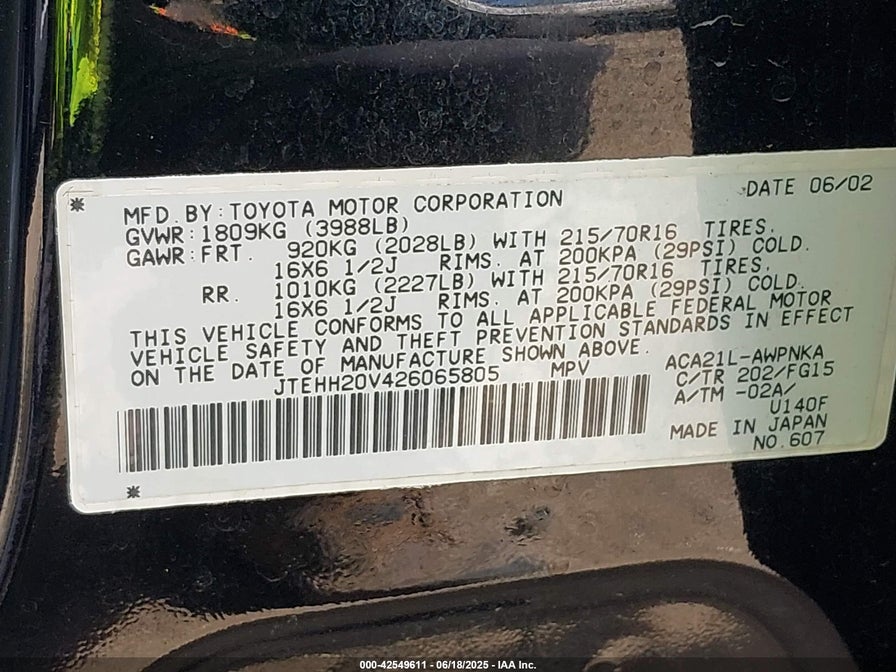 DATE 06/02
MFD. BY: TOYOTA MOTOR CORPORATION
GVWR: 1809KG (3988LB)
GAWR: FRT. 920KG (2028LB) WITH 215/70R16 TIRES,
16X6 1/2J RIMS, AT 200KPA (29PSI) COLD.
RR. 1010KG (2227LB) WITH 215/70R16 TIRES,
16X6 1/2J RIMS, AT 200KPA (29PSI) COLD.
THIS VEHICLE CONFORMS TO ALL APPLICABLE FEDERAL MOTOR
VEHICLE SAFETY AND THEFT PREVENTION STANDARDS IN EFFECT
ON THE DATE OF MANUFACTURE SHOWN ABOVE.
JTEHH20V426065805 MPV
ACA21L-AWPNKA
C/TR 202/FG15
A/TM -02A/
U140F
MADE IN JAPAN
NO.607
000-42549611 - 06/18/2025 - IAA Inc.